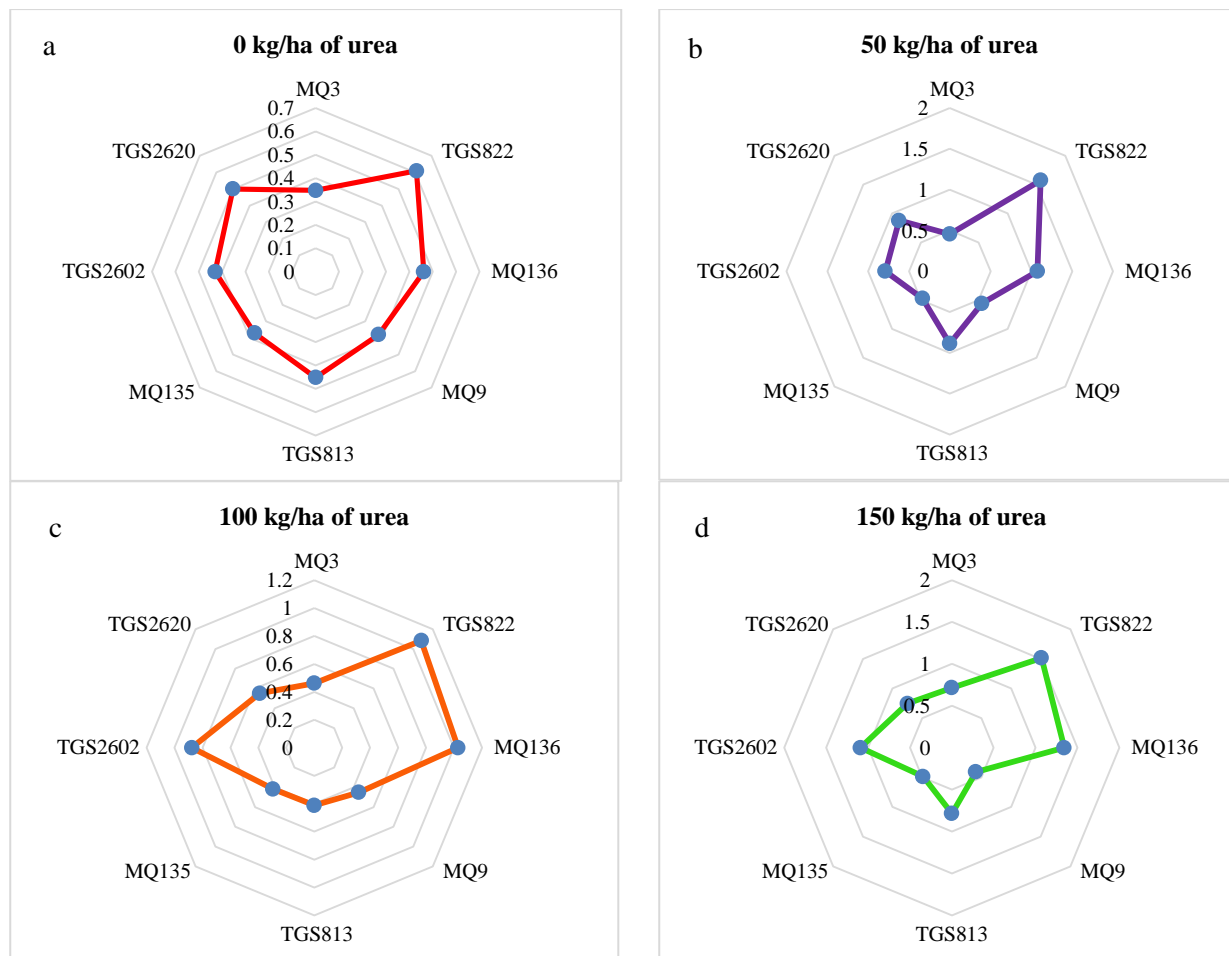 a
0 kg/ha of urea
MQ3
TGS822
MQ136
MQ9
TGS813
MQ135
TGS2602
TGS2620
0.7
0.6
0.5
0.4
0.3
0.2
0.1
0
b
50 kg/ha of urea
MQ3
TGS822
MQ136
MQ9
TGS813
MQ135
TGS2602
TGS2620
2
1.5
1
0.5
0
c
100 kg/ha of urea
MQ3
TGS822
MQ136
MQ9
TGS813
MQ135
TGS2602
TGS2620
1.2
1
0.8
0.6
0.4
0.2
0
d
150 kg/ha of urea
MQ3
TGS822
MQ136
MQ9
TGS813
MQ135
TGS2602
TGS2620
2
1.5
1
0.5
0